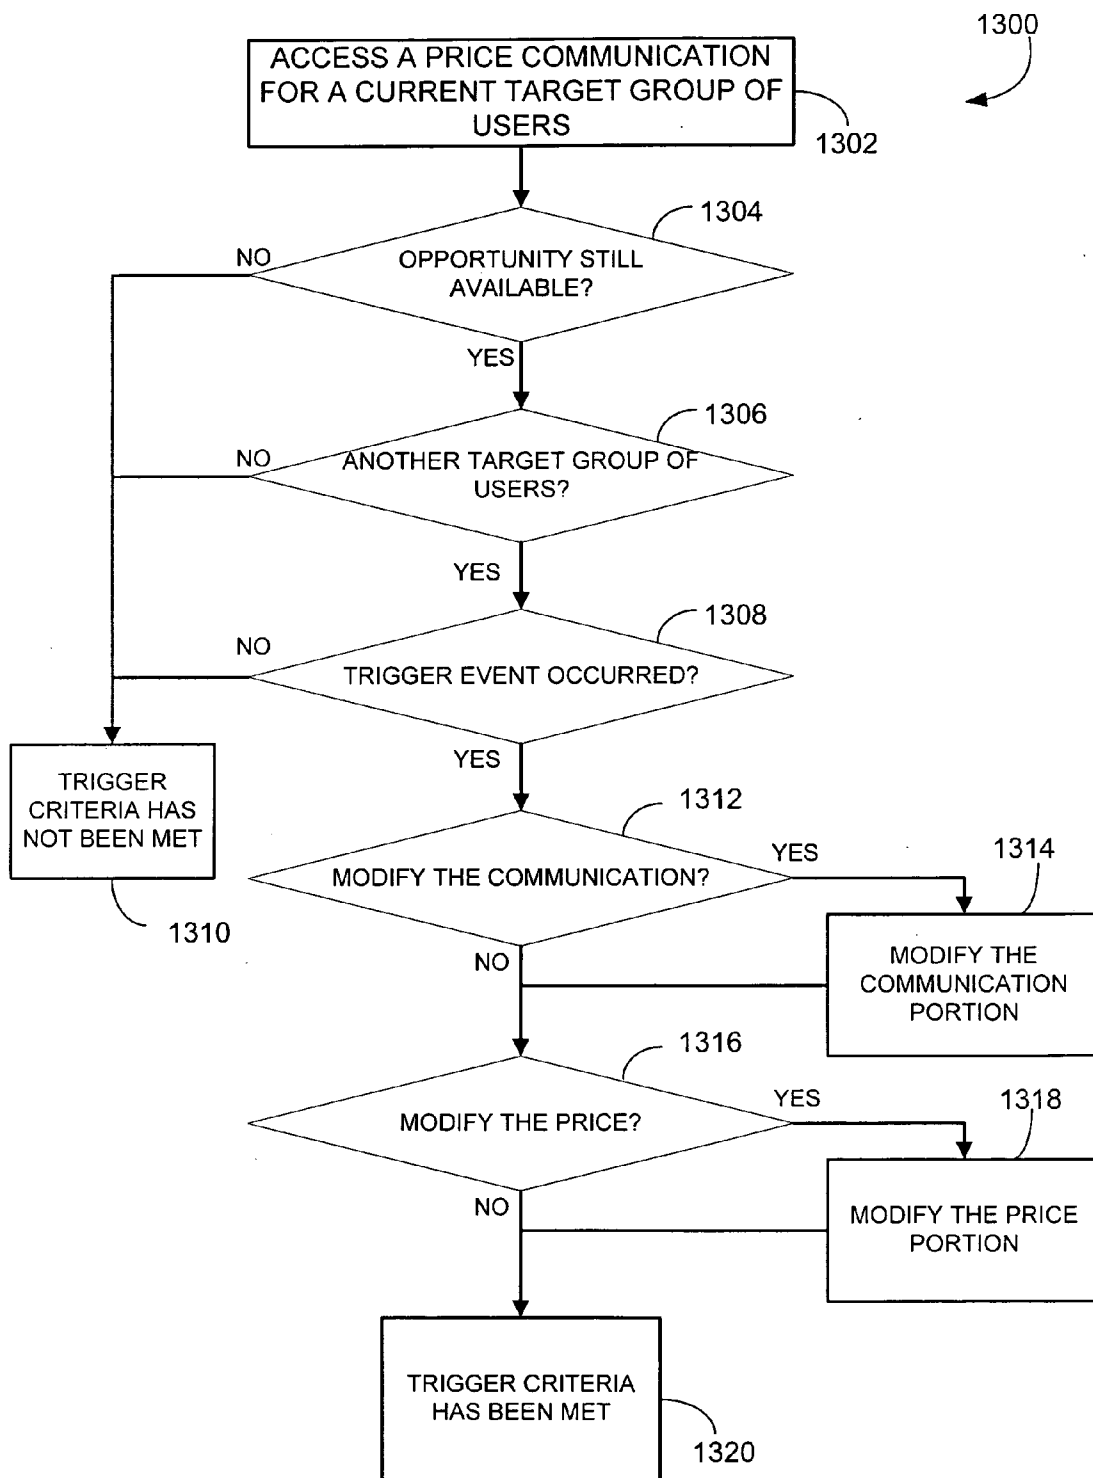 1300
ACCESS A PRICE COMMUNICATION
FOR A CURRENT TARGET GROUP OF
USERS
1302
1304
NO
OPPORTUNITY STILL
AVAILABLE?
YES
1306
NO
ANOTHER TARGET GROUP OF
USERS?
YES
1308
NO
TRIGGER EVENT OCCURRED?
YES
TRIGGER
CRITERIA HAS
NOT BEEN MET
1310
1312
MODIFY THE COMMUNICATION?
YES
1314
NO
MODIFY THE
COMMUNICATION
PORTION
1316
MODIFY THE PRICE?
YES
1318
NO
MODIFY THE PRICE
PORTION
TRIGGER CRITERIA
HAS BEEN MET
1320